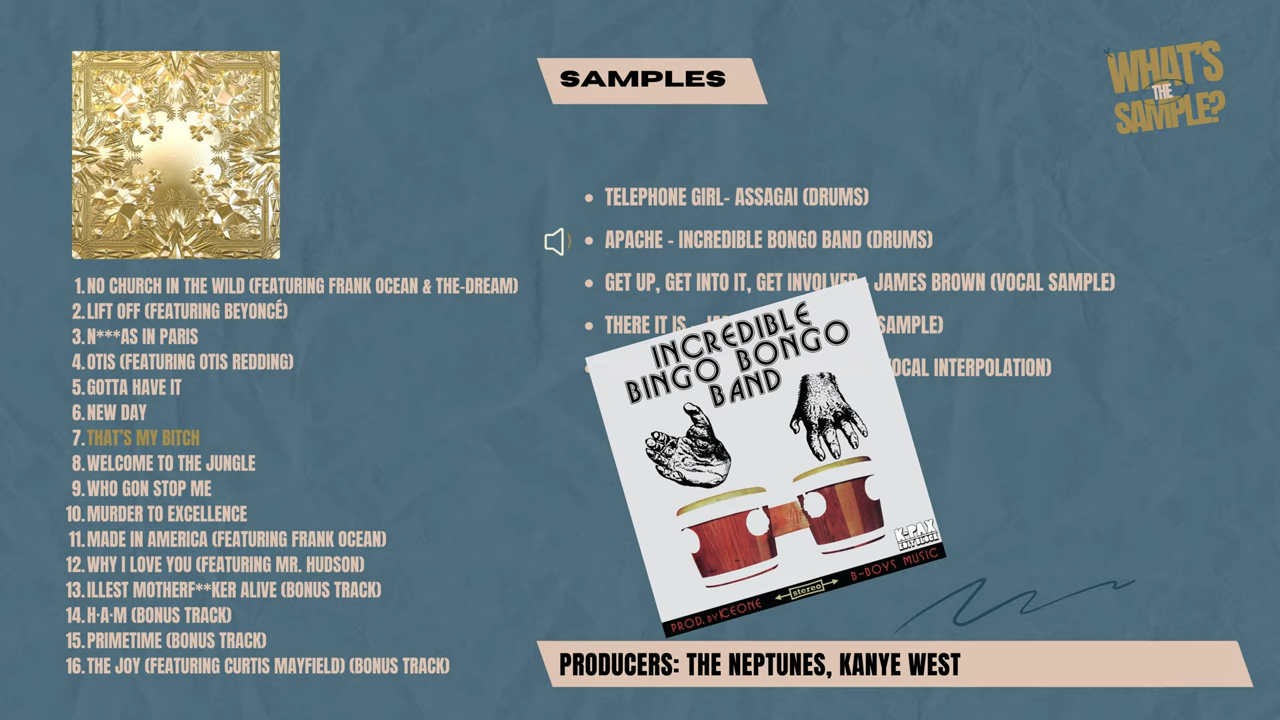 SAMPLES
WHAT'S
THE
SAMPLE?
TELEPHONE GIRL- ASSAGAI (DRUMS)
APACHE - INCREDIBLE BONGO BAND (DRUMS)
GET UP, GET INTO IT, GET INVOLVED - JAMES BROWN (VOCAL SAMPLE)
THERE IT IS SAMPLE)
INTERPOLATION)
1. NO CHURCH IN THE WILD (FEATURING FRANK OCEAN & THE-DREAM)
2. LIFT OFF (FEATURING BEYONCÉ)
3. N***AS IN PARIS
4. OTIS (FEATURING OTIS REDDING)
5. GOTTA HAVE IT
6. NEW DAY
7. THAT'S MY BITCH
8. WELCOME TO THE JUNGLE
9. WHO GON STOP ME
10. MURDER TO EXCELLENCE
11. MADE IN AMERICA (FEATURING FRANK OCEAN)
12. WHY I LOVE YOU (FEATURING MR. HUDSON)
13. ILLEST MOTHERF**KER ALIVE (BONUS TRACK)
14. H•A•M (BONUS TRACK)
15. PRIMETIME (BONUS TRACK)
16. THE JOY (FEATURING CURTIS MAYFIELD) (BONUS TRACK)
INCREDIBLE
BINGO BONGO
BAND
K-PAX
stereo
PROD. BY KEONE
B-BOYS MUSIC
PRODUCERS: THE NEPTUNES, KANYE WEST